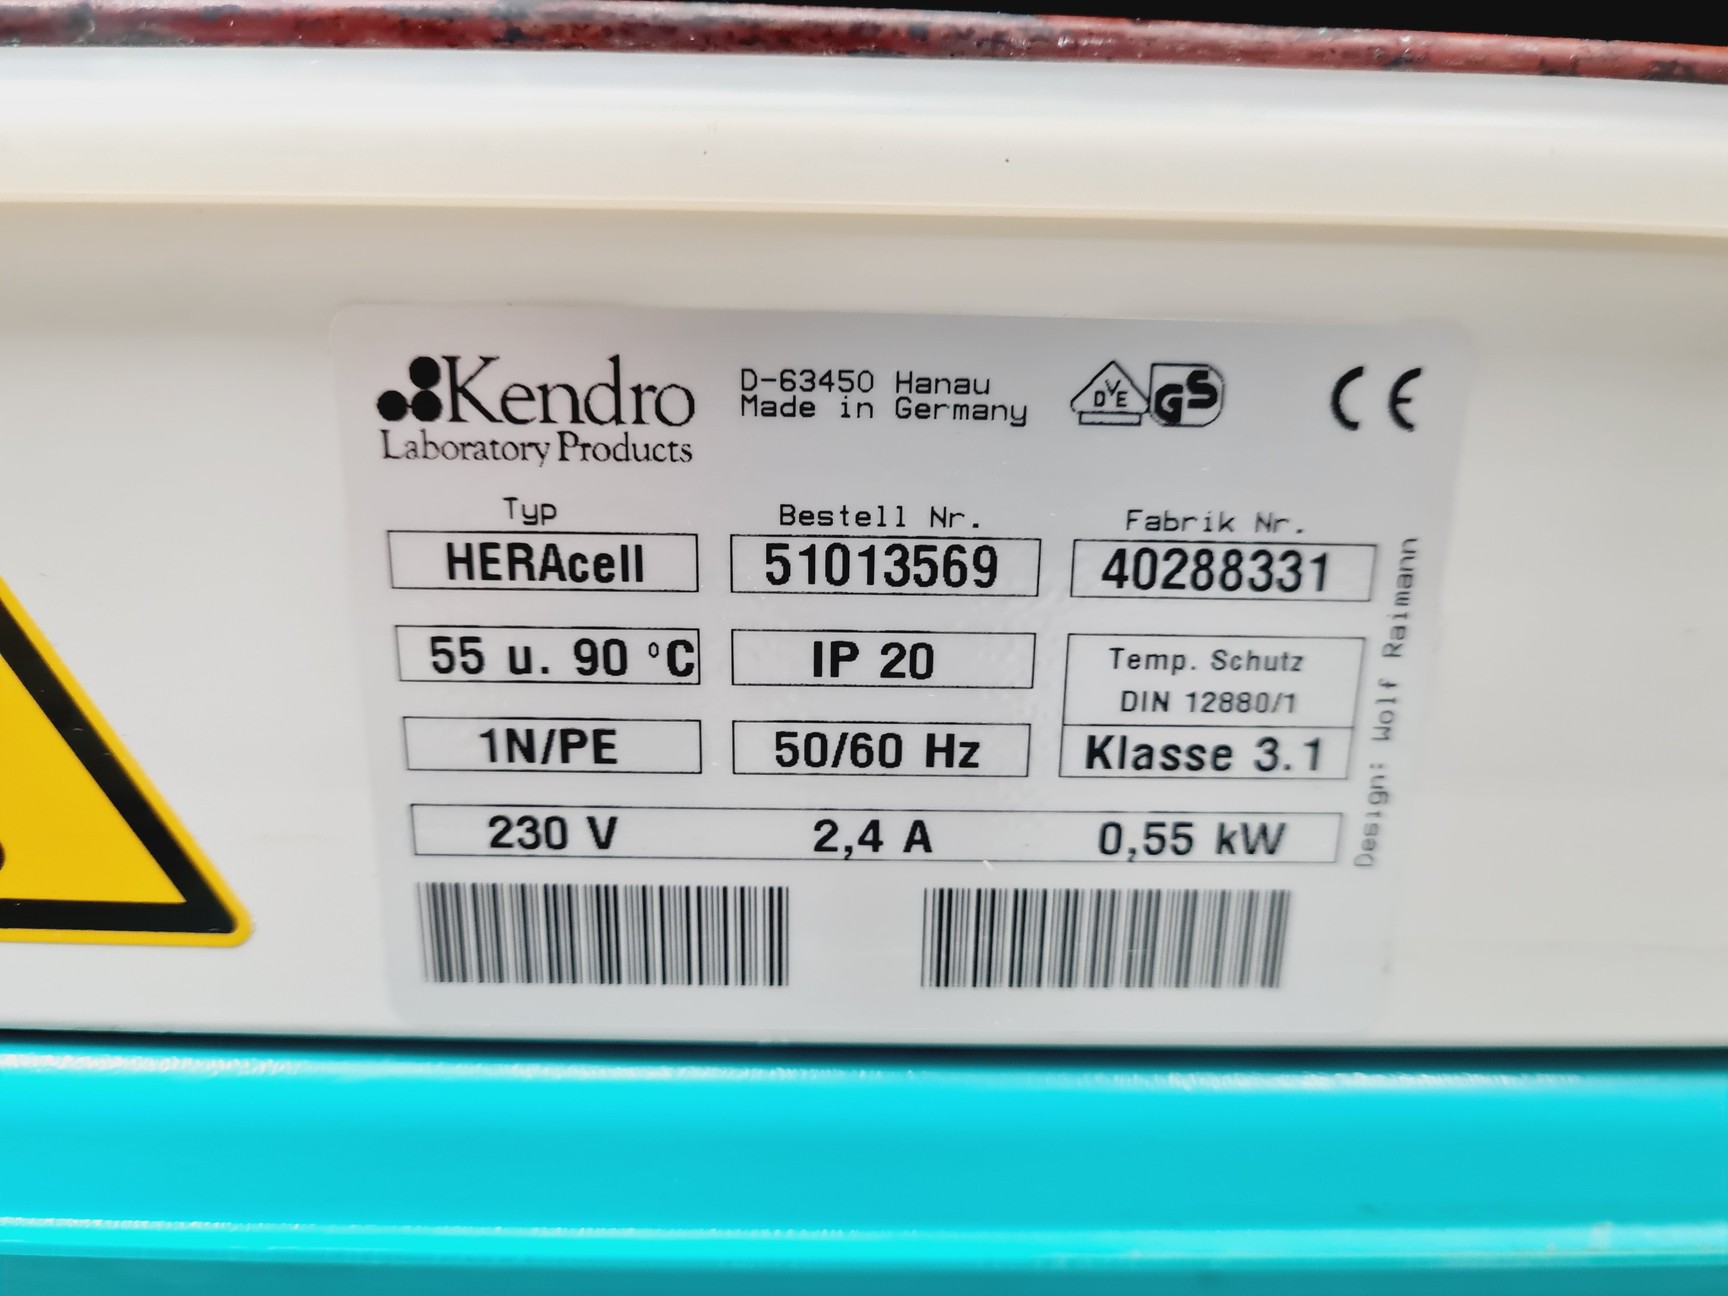 Kendro
Laboratory Products
D-63450 Hanau
Made in Germany
DVE
GS
CE
Typ
HERAcell
Bestell Nr.
51013569
Fabrik Nr.
40288331
55 u. 90 °C
IP 20
Temp. Schutz
DIN 12880/1
1N/PE
50/60 Hz
Klasse 3.1
230 V
2,4 A
0,55 kW
Design: Wolf Raimann